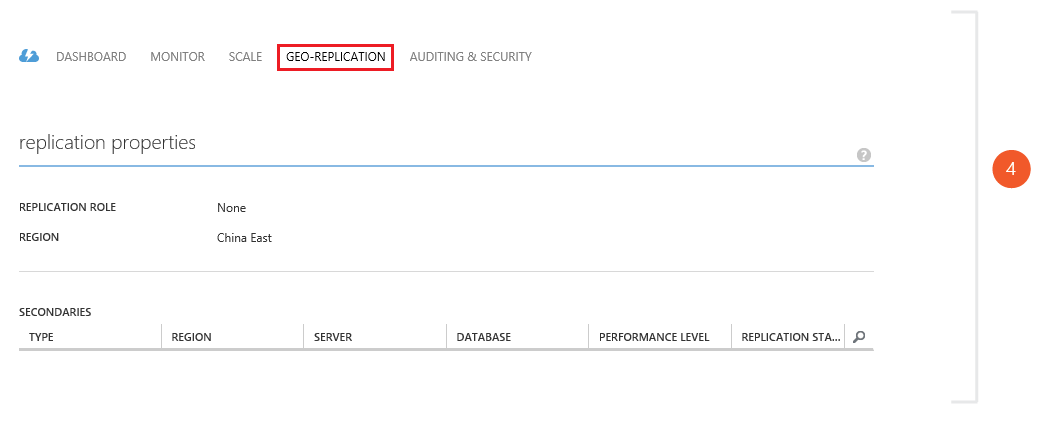 DASHBOARD MONITOR SCALE GEO-REPLICATION AUDITING & SECURITY
replication properties
?
4
REPLICATION ROLE None
REGION China East
SECONDARIES
TYPE REGION SERVER DATABASE PERFORMANCE LEVEL REPLICATION STA...